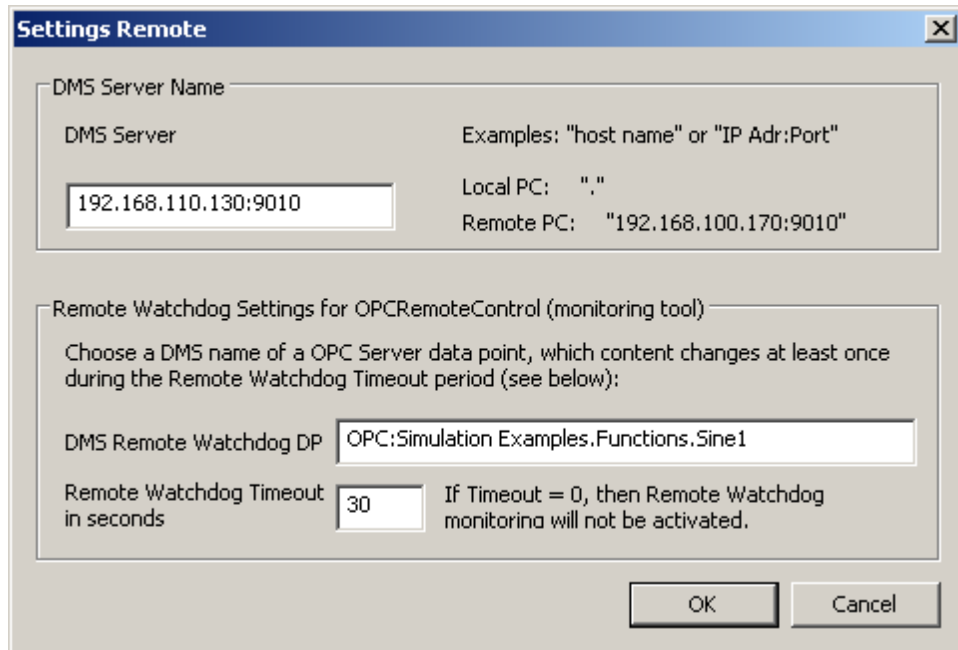 Settings Remote
DMS Server Name
DMS Server
Examples: "host name" or "IP Adr:Port"
192.168.110.130:9010
Local PC: "."
Remote PC: "192.168.100.170:9010"
Remote Watchdog Settings for OPCRemoteControl (monitoring tool)
Choose a DMS name of a OPC Server data point, which content changes at least once
during the Remote Watchdog Timeout period (see below):
DMS Remote Watchdog DP
OPC:Simulation Examples.Functions.Sine1
Remote Watchdog Timeout
in seconds
30
If Timeout = 0, then Remote Watchdog
monitoring will not be activated.
OK
Cancel